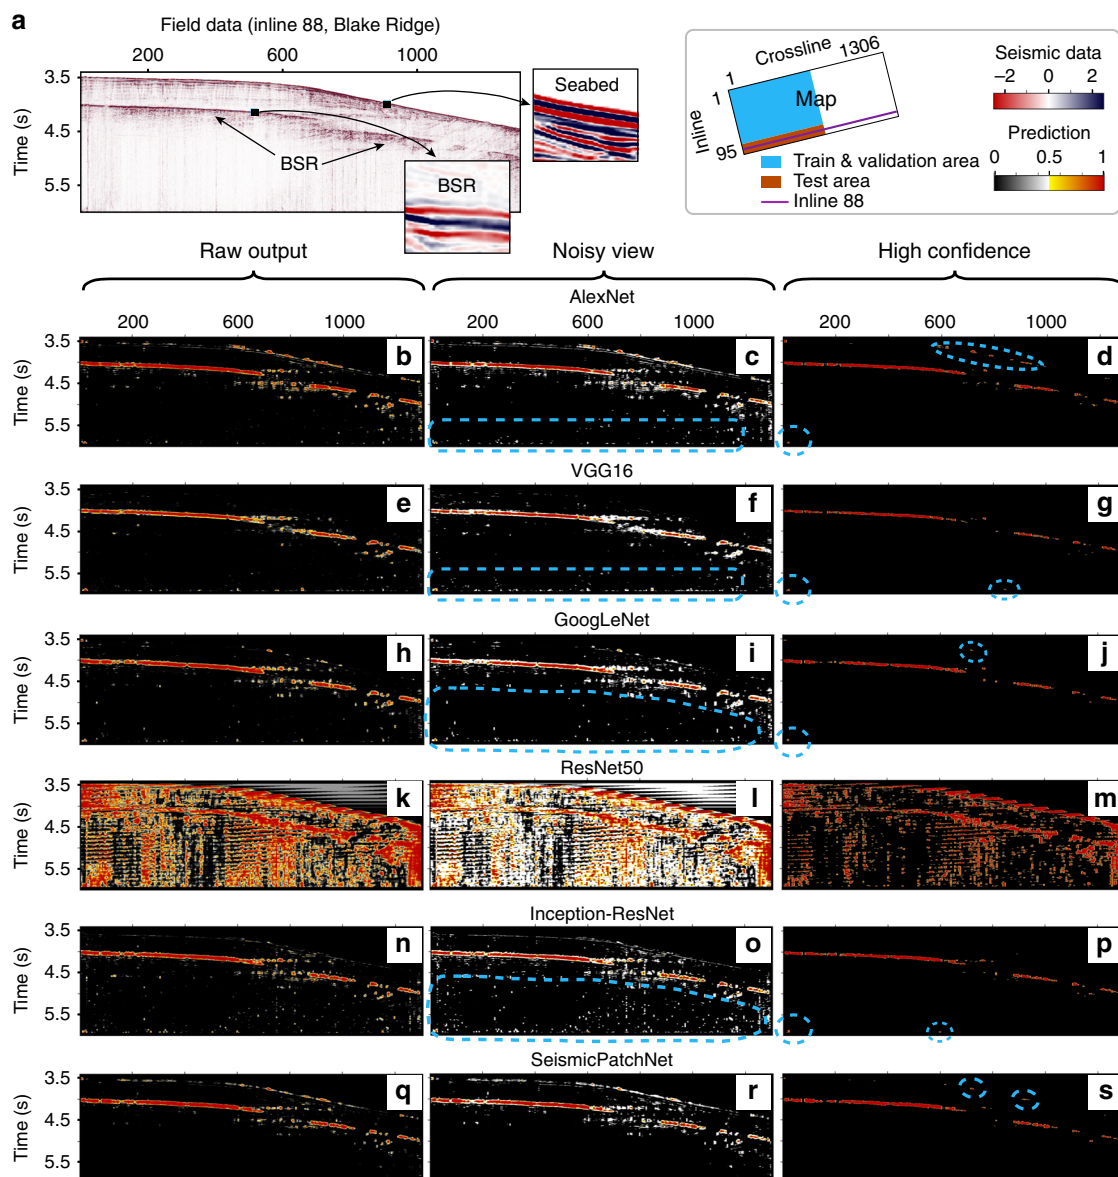 a
Field data (inline 88, Blake Ridge)
200 600 1000
3.5
4.5
5.5
Time (s)
BSR
Seabed
BSR
Crossline
1 1306
1
Map
Inline
95
Train & validation area
Test area
Inline 88
Seismic data
−2 0 2
Prediction
0 0.5 1
Raw output Noisy view High confidence
AlexNet
200 600 1000 200 600 1000 200 600 1000
3.5
4.5
5.5
Time (s)
b c d
VGG16
3.5
4.5
5.5
Time (s)
e f g
GoogLeNet
3.5
4.5
5.5
Time (s)
h i j
ResNet50
3.5
4.5
5.5
Time (s)
k l m
Inception-ResNet
3.5
4.5
5.5
Time (s)
n o p
SeismicPatchNet
3.5
4.5
5.5
Time (s)
q r s